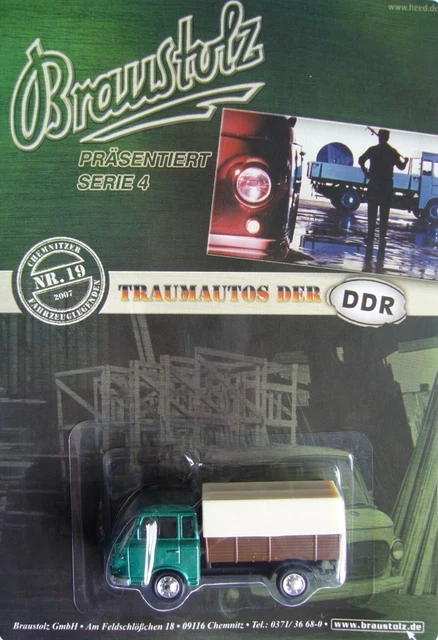 www.heed.de
Braustolz
PRÄSENTIERT
SERIE 4
CHEMNITZER
NR. 19
2007
FAHRZEUGLEGENDEN
TRAUMAUTOS DER DDR
Braustolz GmbH • Am Feldschlößchen 18 • 09116 Chemnitz • Tel.: 0371/ 36 68-0 • www.braustolz.de